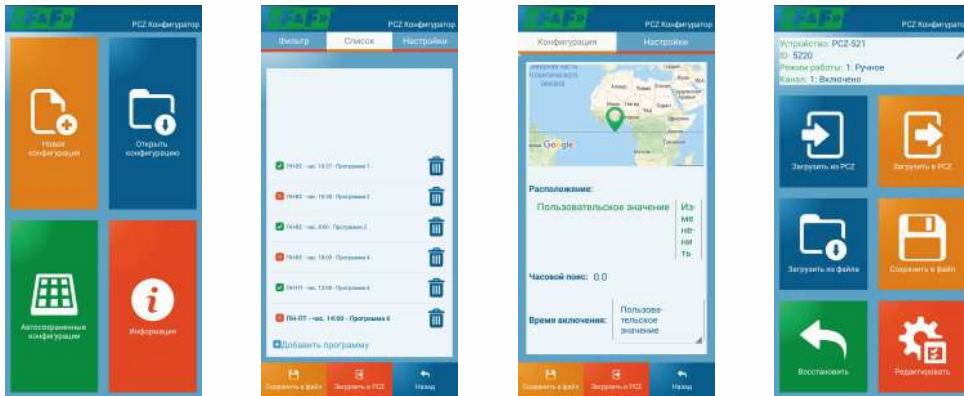 F&F
PCZ Конфигуратор
Новая
конфигурация
Открыть
конфигурацию
Автосохраненные
конфигурации
Информация
F&F
PCZ Конфигуратор
Фильтр
Список
Настройки
ПН-ПТ - час. 14:00 - Программа 6
Добавить программу
Сохранить в файл
Загрузить в PCZ
Назад
F&F
PCZ Конфигуратор
Конфигурация
Настройки
Google
Расположение:
Пользовательское значение
Из-
ме
не-
ни
ть
Часовой пояс: 0.0
Время включения:
Пользова-
тельское
значение
Сохранить в файл
Загрузить в PCZ
Назад
F&F
PCZ Конфигуратор
Устройство: PCZ-521
ID: 5220
Режим работы: 1: Ручное
Канал: 1: Включено
Загрузить из PCZ
Загрузить в PCZ
Загрузить из файла
Сохранить в файл
Восстановить
Редактировать